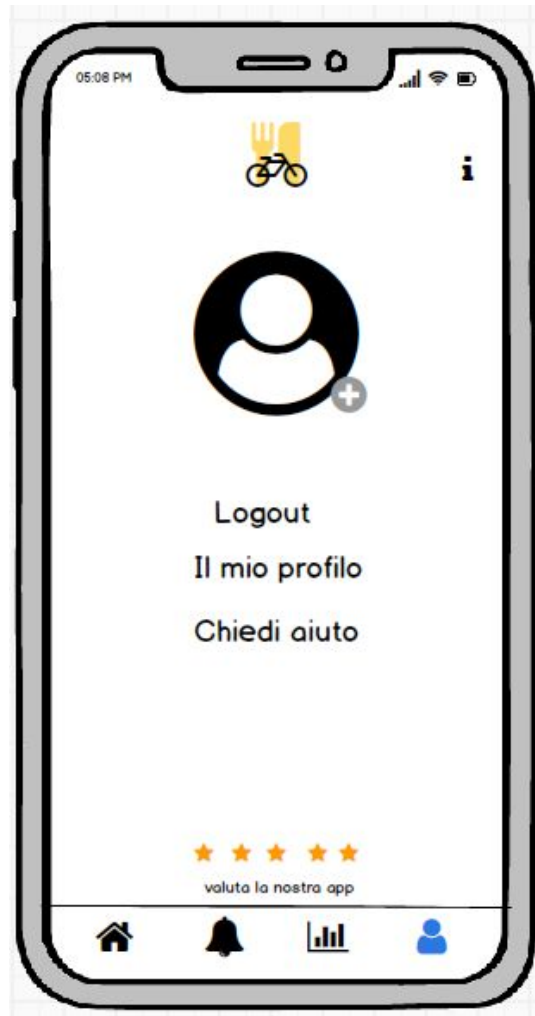 05:08 PM
i
Logout
Il mio profilo
Chiedi aiuto
valuta la nostra app